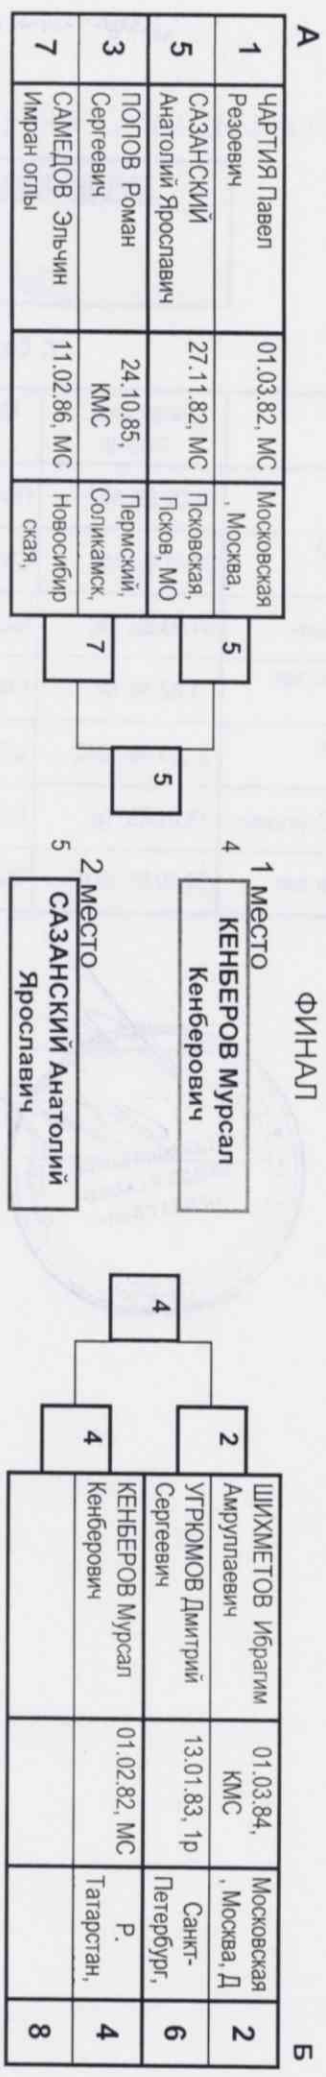 А
ФИНАЛ
Б
1
ЧАРТИЯ Павел
Резоевич
01.03.82, МС
Московская
, Москва,
5
САЗАНСКИЙ
Анатолий Ярославич
27.11.82, МС
Псковская,
Псков, МО
3
ПОПОВ Роман
Сергеевич
24.10.85,
КМС
Пермский,
Соликамск,
7
САМЕДОВ Эльчин
Имран оглы
11.02.86, МС
Новосибир
ская,
5
7
5
1 место
4
КЕНБЕРОВ Мурсал
Кенберович
2 место
5
САЗАНСКИЙ Анатолий
Ярославич
4
2
4
ШИХМЕТОВ Ибрагим
Амруллаевич
01.03.84,
КМС
Московская
, Москва, Д
2
УГРЮМОВ Дмитрий
Сергеевич
13.01.83, 1р
Санкт-
Петербург,
6
КЕНБЕРОВ Мурсал
Кенберович
01.02.82, МС
Р.
Татарстан,
4
8